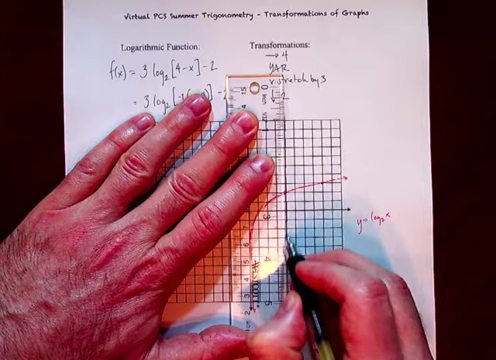 Virtual PCS Summer Trigonometry - Transformations of Graphs
Logarithmic Function: Transformations:
f(x) = 3 log₂ [4-x] - 2 → 4
YAR
= 3 log₂ v. stretch by 3
↓ 2
y = log₂ x